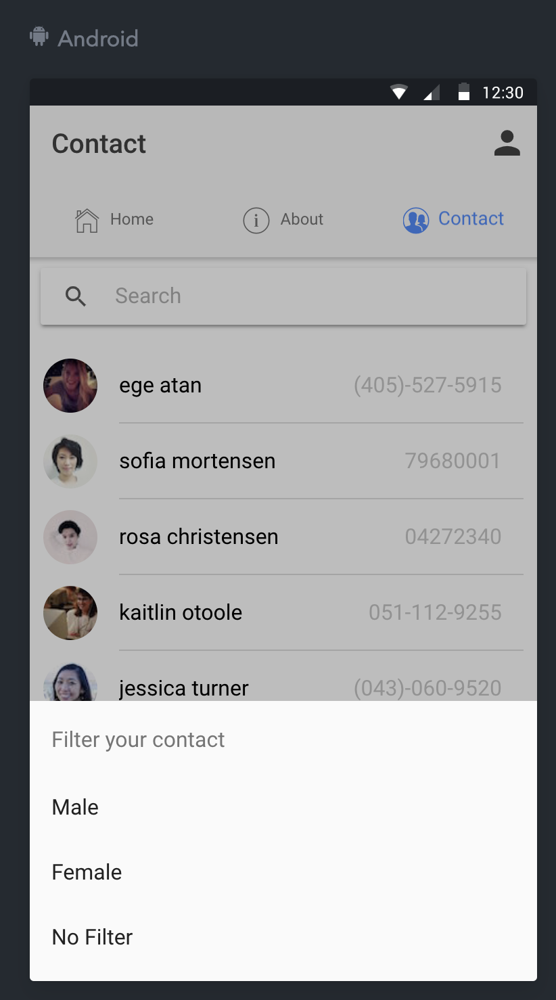 Android
12:30
Contact
Home About Contact
Search
ege atan (405)-527-5915
sofia mortensen 79680001
rosa christensen 04272340
kaitlin otoole 051-112-9255
jessica turner (043)-060-9520
Filter your contact
Male
Female
No Filter